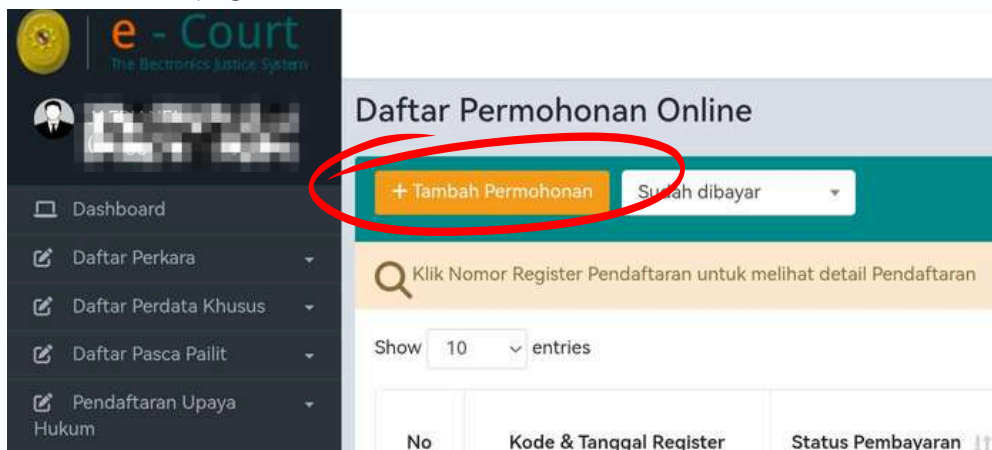 e - Court
The Electronics Justice System
Daftar Permohonan Online
+ Tambah Permohonan
Sudah dibayar
Dashboard
Daftar Perkara
Klik Nomor Register Pendaftaran untuk melihat detail Pendaftaran
Daftar Perdata Khusus
Daftar Pasca Pailit
Show 10 entries
Pendaftaran Upaya
Hukum
No
Kode & Tanggal Register
Status Pembayaran